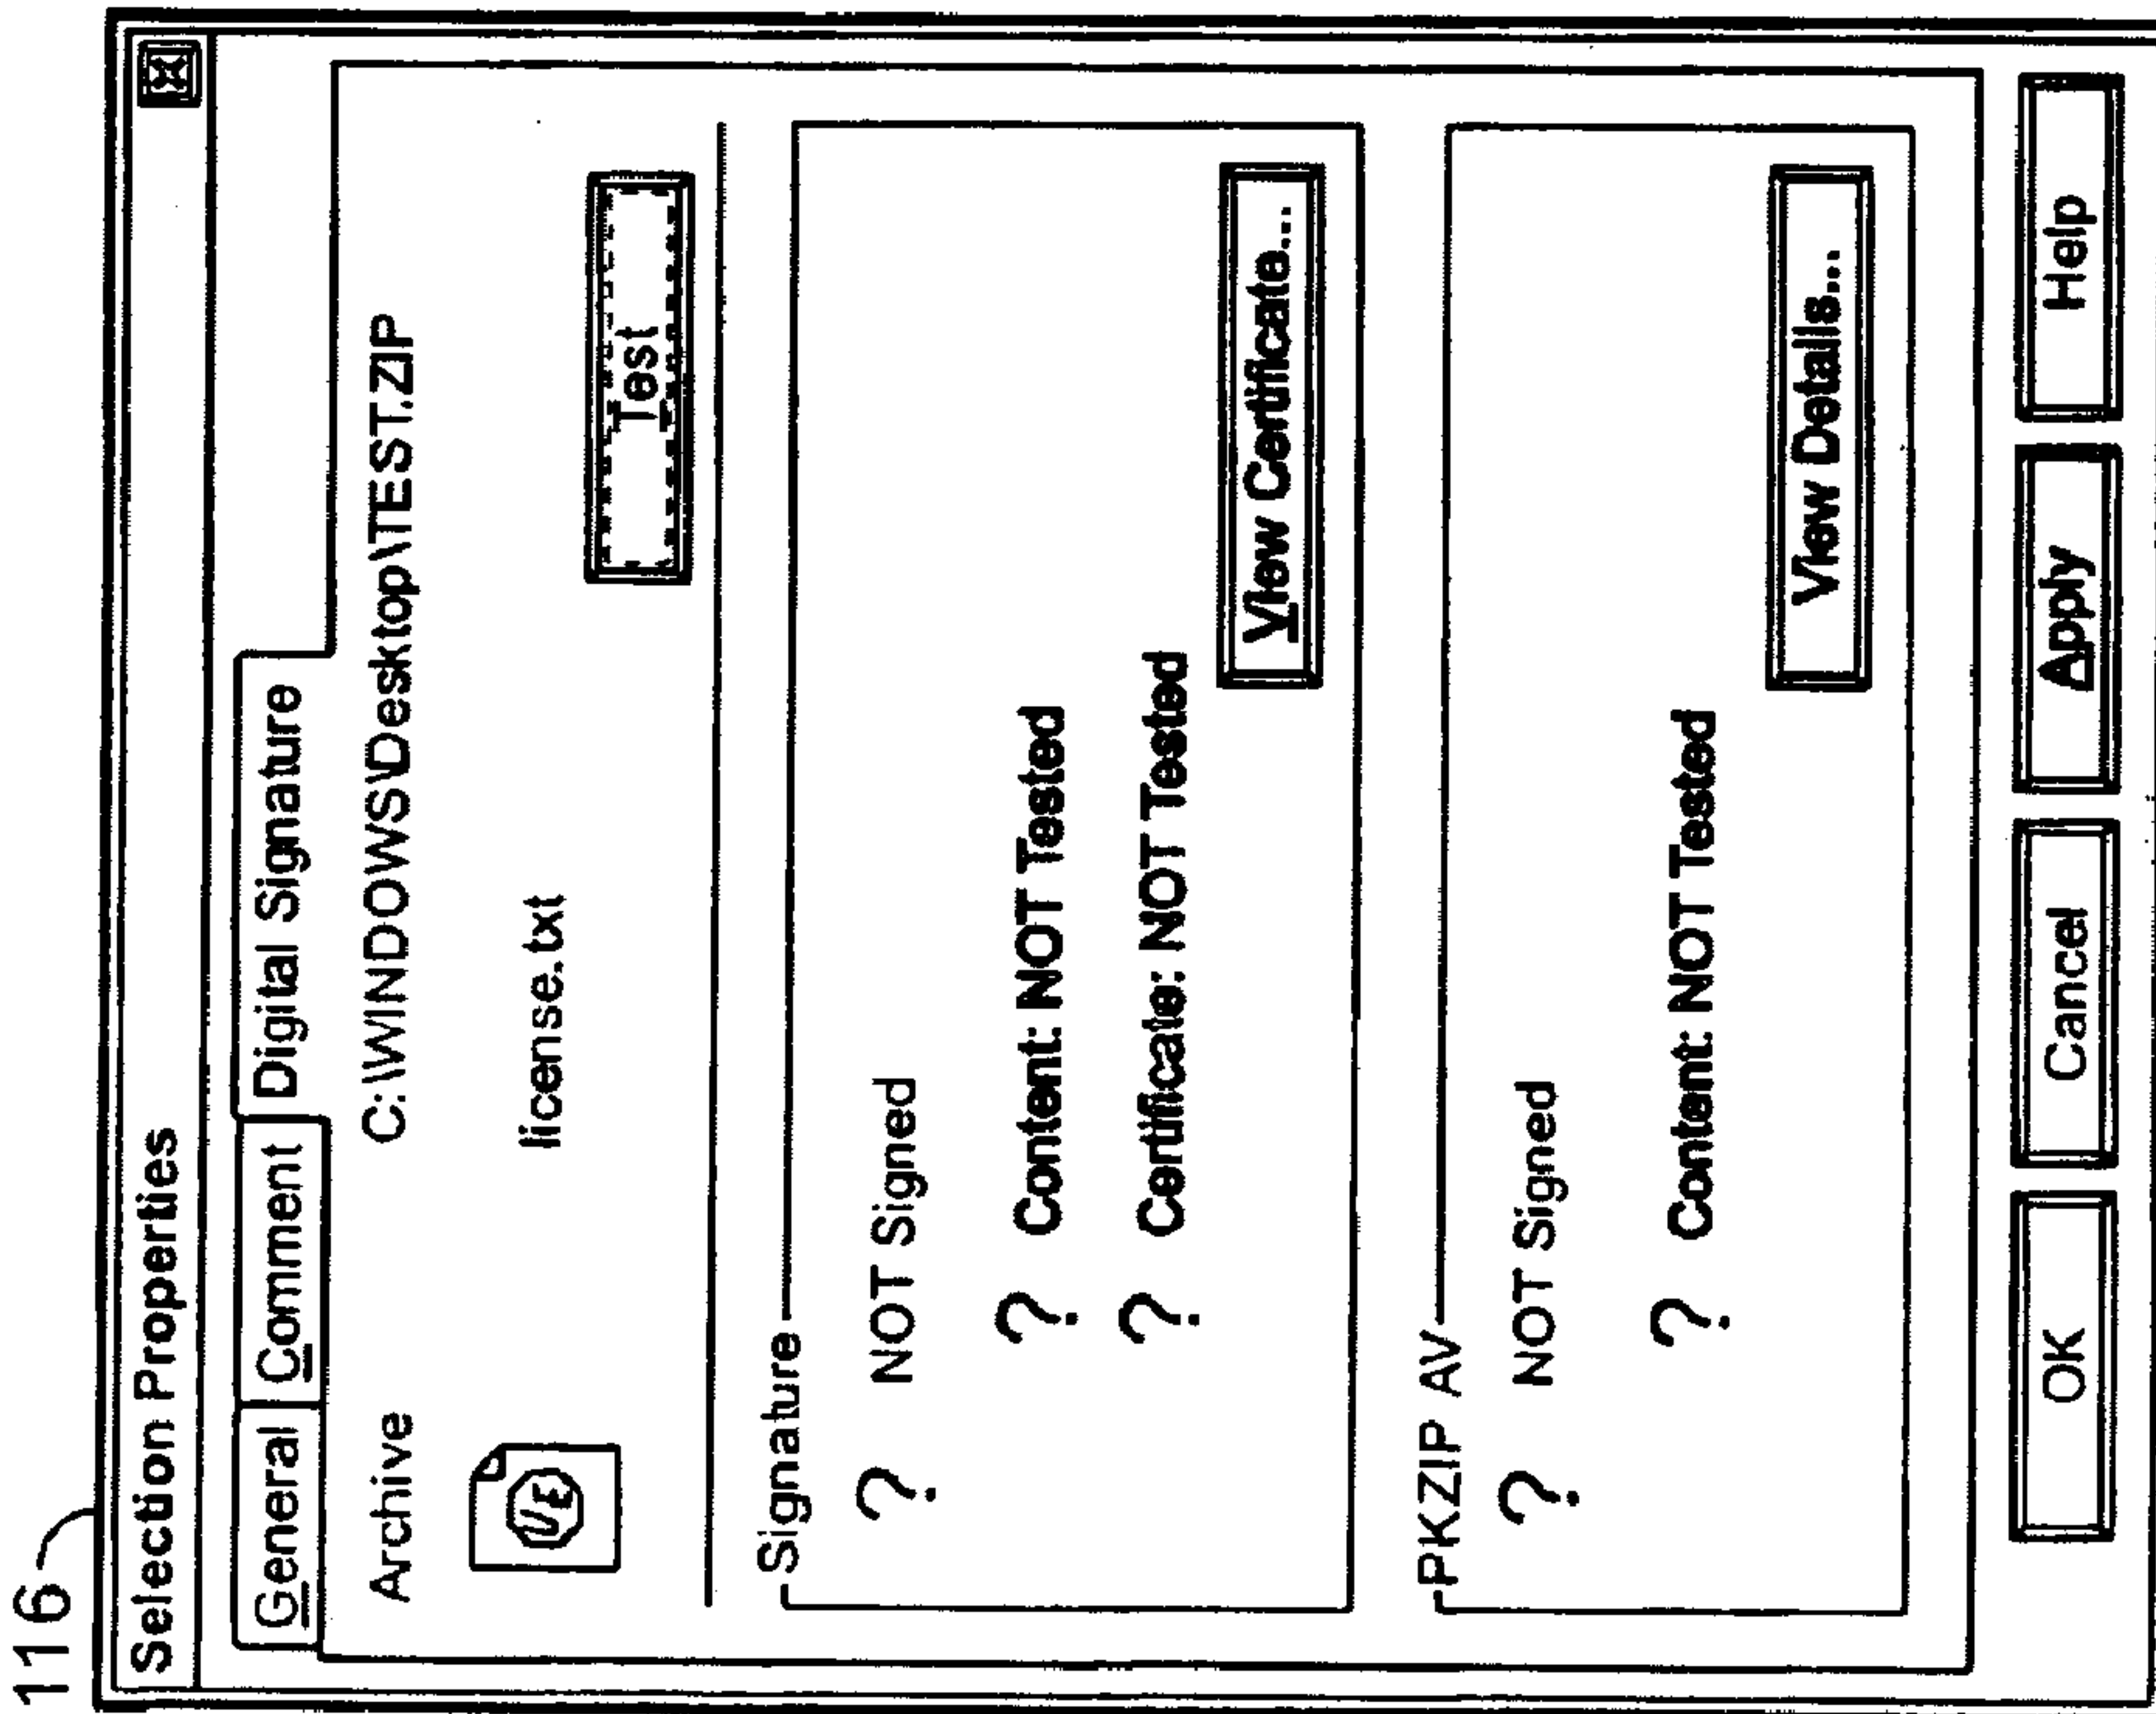 116
Selection Properties
General Comment Digital Signature
Archive C:\WINDOWS\Desktop\TEST.ZIP
license.txt
Test
Signature
? NOT Signed
? Content: NOT Tested
? Certificate: NOT Tested
View Certificate...
PKZIP AV
? NOT Signed
? Content: NOT Tested
View Details...
OK Cancel Apply Help